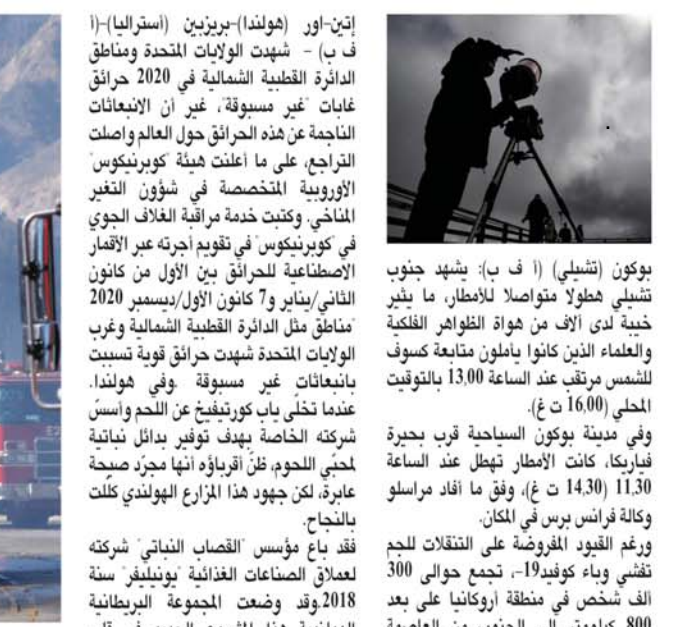 بوكون (تشيلي) (أ ف ب): يشهد جنوب
تشيلي هطولا متواصلا للأمطار، ما يثير
خيبة لدى آلاف من هواة الظواهر الفلكية
والعلماء الذين كانوا يأملون متابعة كسوف
للشمس مرتقب عند الساعة 13,00 بالتوقيت
المحلي (16,00 ت غ).
وفي مدينة بوكون السياحية قرب بحيرة
فياريكا، كانت الأمطار تهطل عند الساعة
11,30 (14,30 ت غ)، وفق ما أفاد مراسلو
وكالة فرانس برس في المكان.
ورغم القيود المفروضة على التنقلات للجم
تفشي وباء كوفيد19-، تجمع حوالى 300
ألف شخص في منطقة أروكانيا على بعد
800 كيلومتر إلى الجنوب من العاصمة
إتين-اور (هولندا)-بريزبين (أستراليا)-(أ
ف ب) - شهدت الولايات المتحدة ومناطق
الدائرة القطبية الشمالية في 2020 حرائق
غابات "غير مسبوقة"، غير أن الانبعاثات
الناجمة عن هذه الحرائق حول العالم واصلت
التراجع، على ما أعلنت هيئة "كوبرنيكوس"
الأوروبية المتخصصة في شؤون التغير
المناخي. وكتبت خدمة مراقبة الغلاف الجوي
في "كوبرنيكوس" في تقويم أجرته عبر الأقمار
الاصطناعية للحرائق بين الأول من كانون
الثاني/يناير و7 كانون الأول/ديسمبر 2020
"مناطق مثل الدائرة القطبية الشمالية وغرب
الولايات المتحدة شهدت حرائق قوية تسببت
بانبعاثات غير مسبوقة .وفي هولندا.
عندما تخلّى ياب كورتيفيخ عن اللحم وأسسّ
شركته الخاصة بهدف توفير بدائل نباتية
لمحبّي اللحوم، ظنّ أقرباؤه أنها مجرّد صيحة
عابرة، لكن جهود هذا المزارع الهولندي كلّلت
بالنجاح.
فقد باع مؤسس "القصاب النباتي" شركته
لعملاق الصناعات الغذائية "يونيليفر" سنة
2018.وقد وضعت المجموعة البريطانية